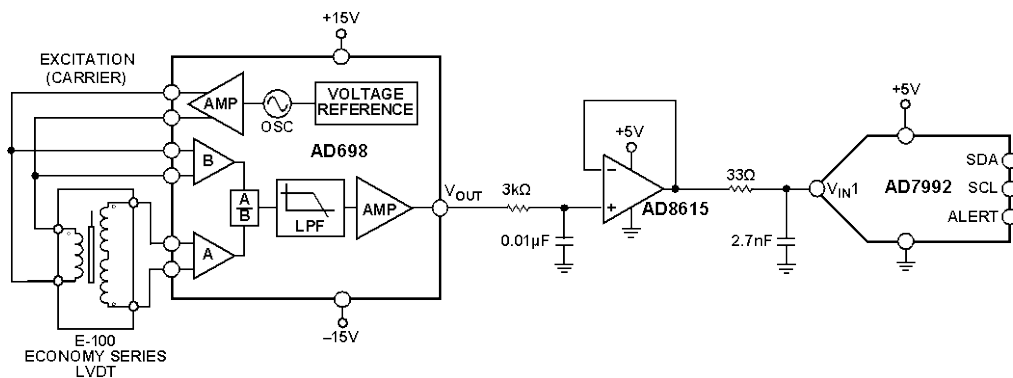 +15V
EXCITATION
(CARRIER)
AMP
OSC
VOLTAGE
REFERENCE
AD698
B
A
B
LPF
AMP
A
VOUT
–15V
E-100
ECONOMY SERIES
LVDT
3kΩ
0.01µF
+5V
–
+
AD8615
33Ω
2.7nF
+5V
VIN1
AD7992
SDA
SCL
ALERT